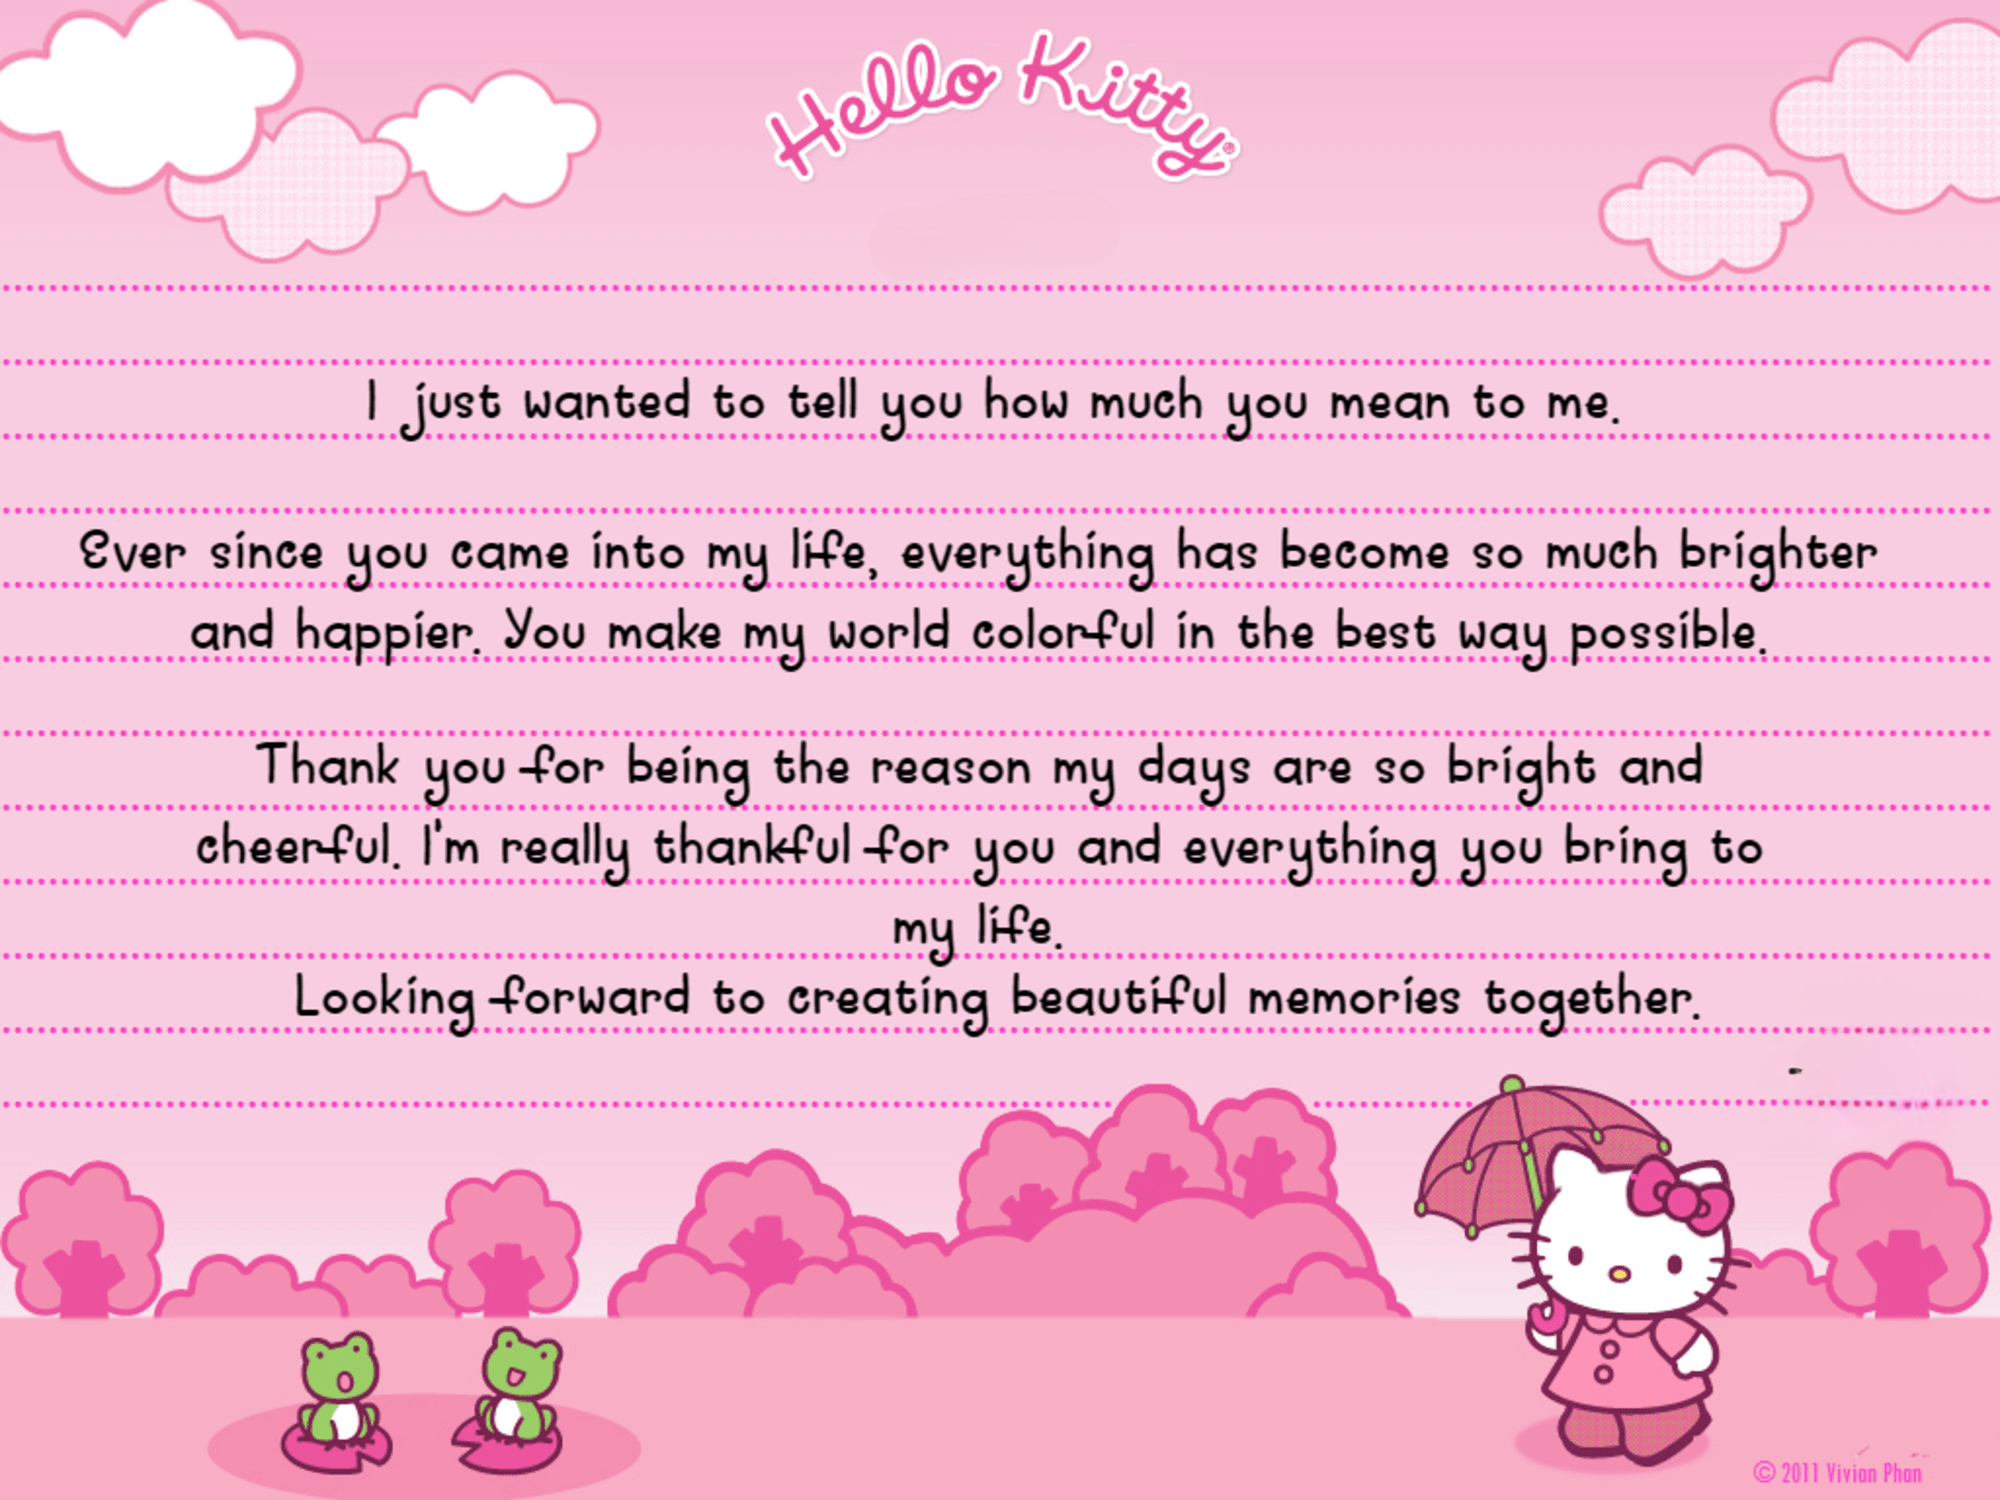 Hello Kitty®
I just wanted to tell you how much you mean to me.
Ever since you came into my life, everything has become so much brighter
and happier. You make my world colorful in the best way possible.
Thank you for being the reason my days are so bright and
cheerful. I'm really thankful for you and everything you bring to
my life.
Looking forward to creating beautiful memories together.
© 2011 Vivian Phan